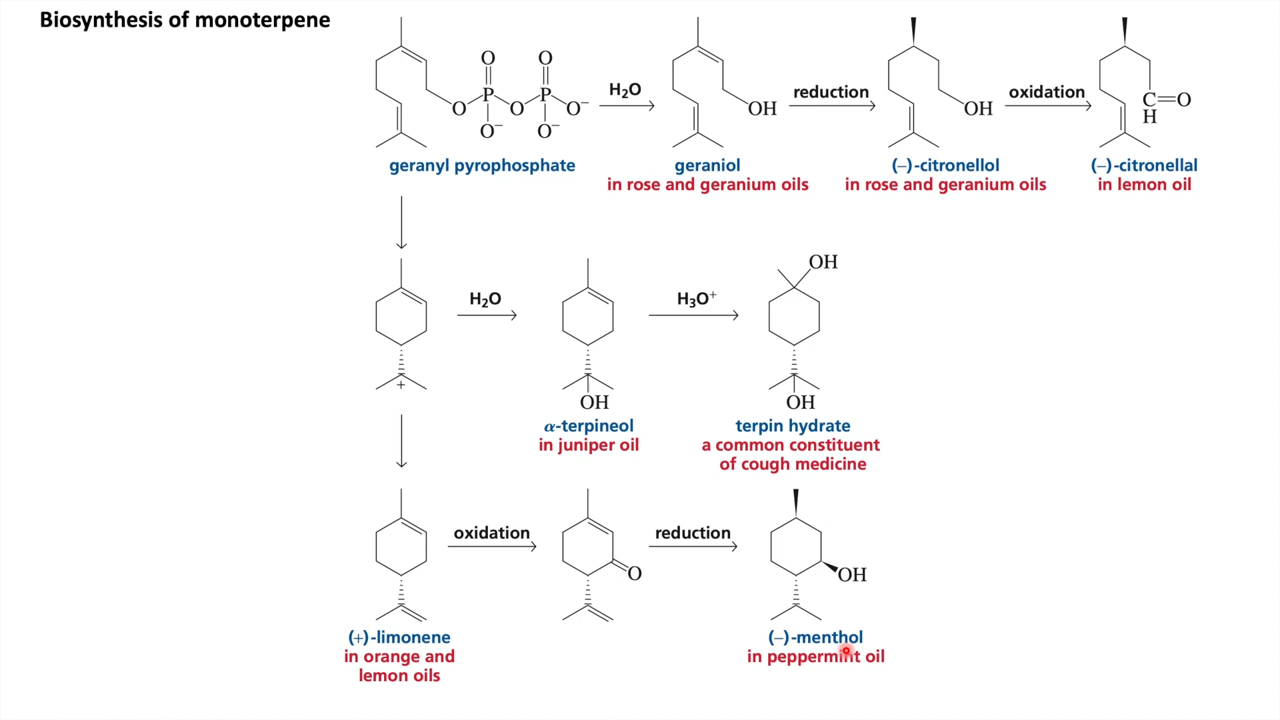 Biosynthesis of monoterpene
O O
P P
O O O⁻
O⁻ O⁻
H₂O
OH
reduction
OH
oxidation
C=O
H
geranyl pyrophosphate
geraniol
in rose and geranium oils
(−)-citronellol
in rose and geranium oils
(−)-citronellal
in lemon oil
+
H₂O
OH
H₃O⁺
OH
OH
α-terpineol
in juniper oil
terpin hydrate
a common constituent
of cough medicine
oxidation
O
reduction
OH
(+)-limonene
in orange and
lemon oils
(−)-menthol
in peppermint oil